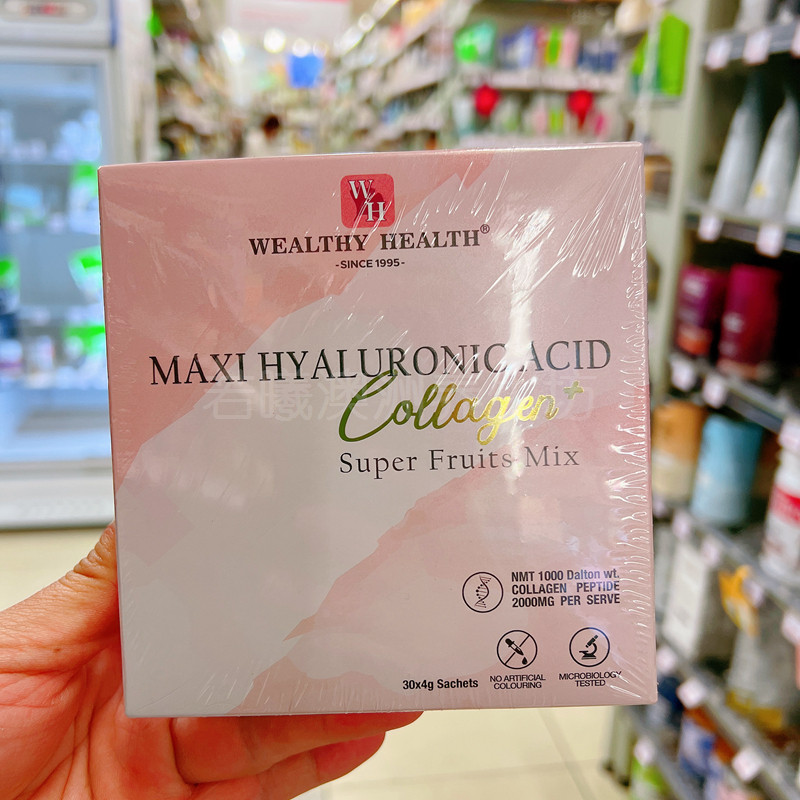 WH
WEALTHY HEALTH®
-SINCE 1995-
MAXI HYALURONIC ACID
Collagen+
Super Fruits Mix
NMT 1000 Dalton wt.
COLLAGEN PEPTIDE
2000MG PER SERVE
30x4g Sachets
NO ARTIFICIAL
COLOURING
MICROBIOLOGY
TESTED